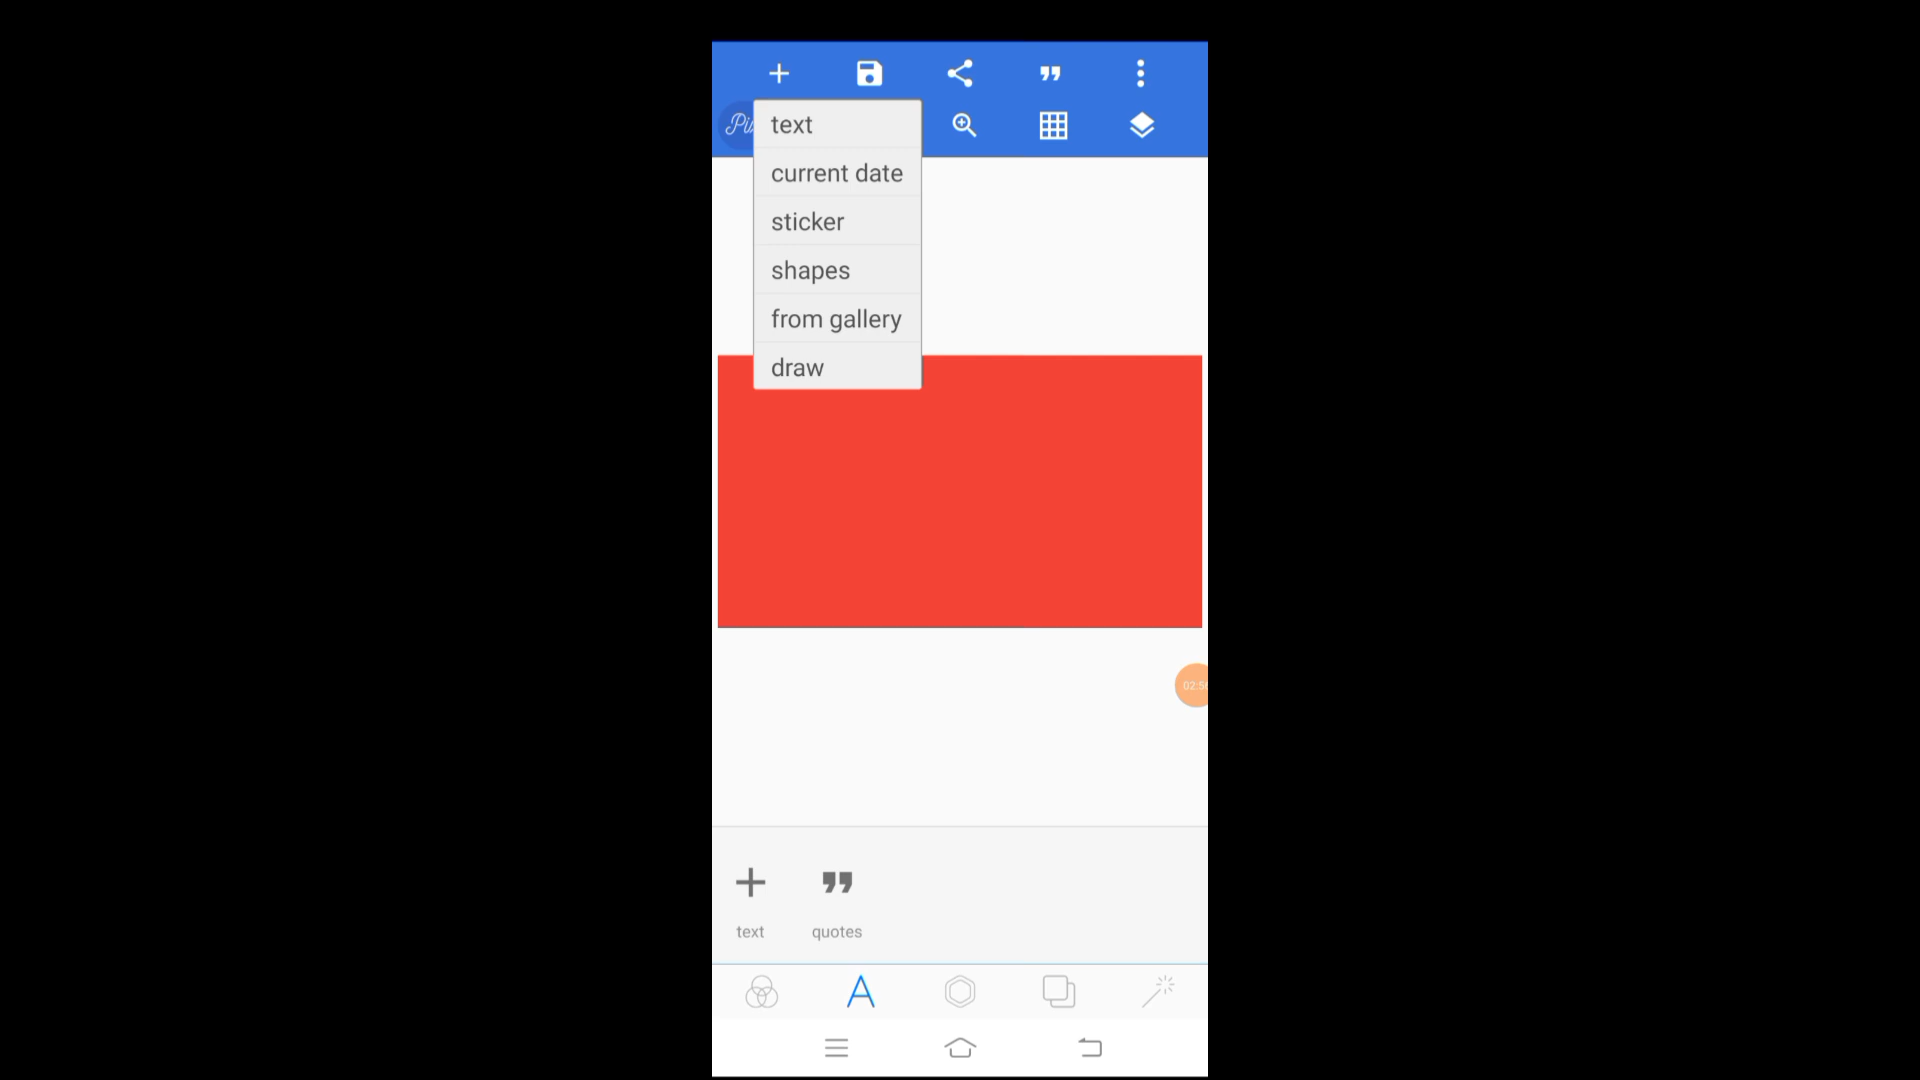 text
current date
sticker
shapes
from gallery
draw
text
quotes